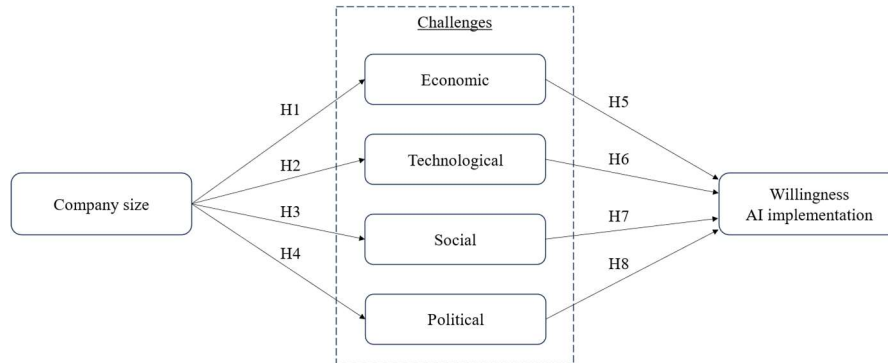 Challenges
Economic
H1
H5
Technological
H2
H6
Company size
Willingness
AI implementation
H3
Social
H7
H4
H8
Political